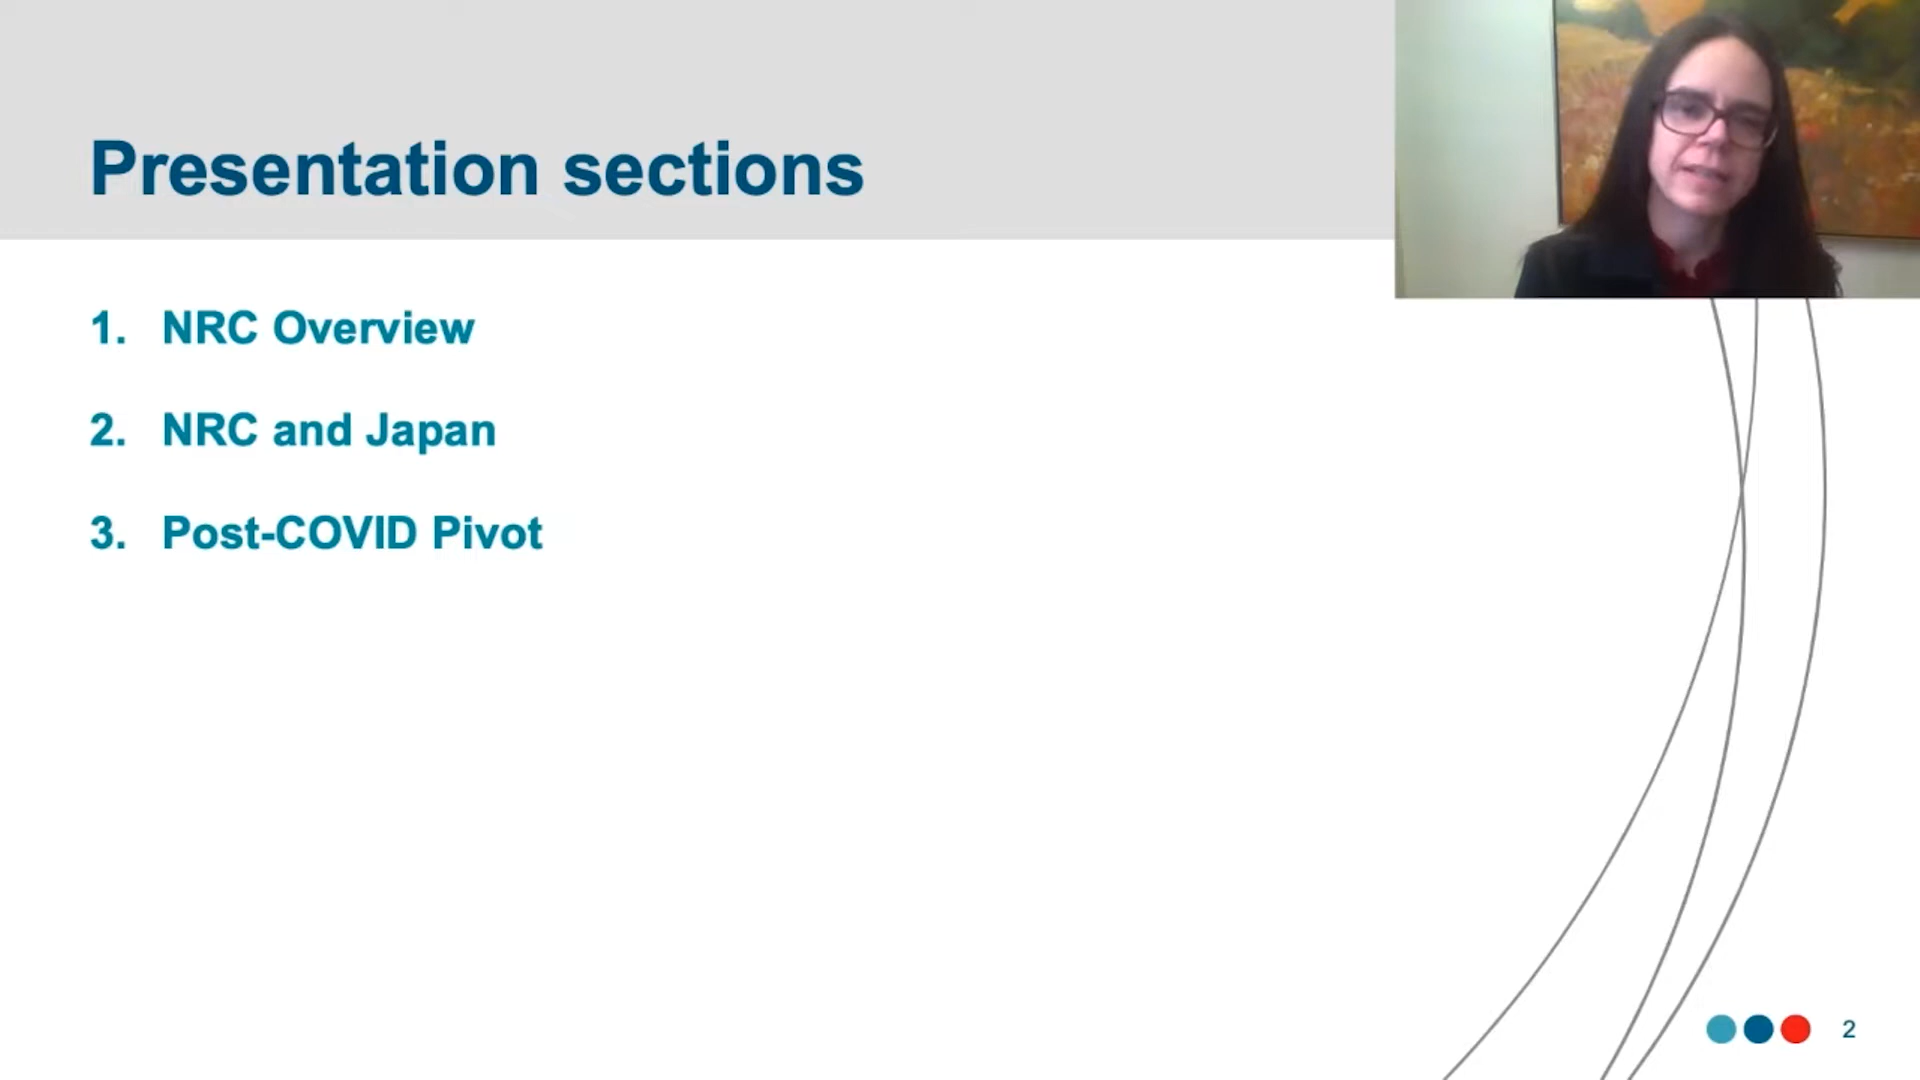 Presentation sections
1. NRC Overview
2. NRC and Japan
3. Post-COVID Pivot
2